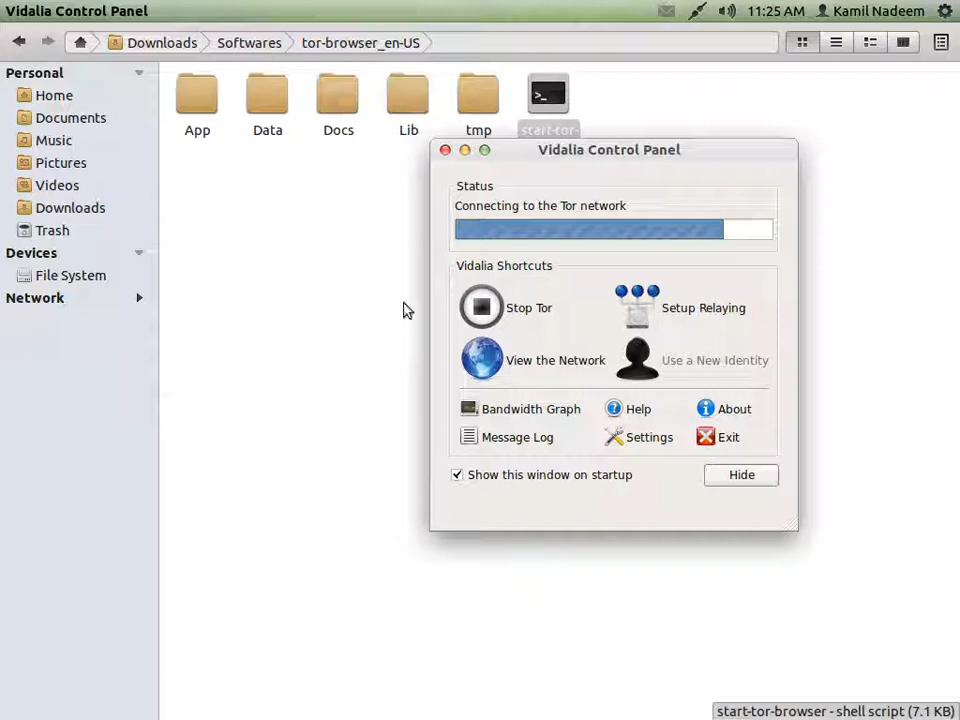 Vidalia Control Panel
11:25 AM
Kamil Nadeem
Downloads
Softwares
tor-browser_en-US
Personal
Home
Documents
Music
Pictures
Videos
Downloads
Trash
Devices
File System
Network
App
Data
Docs
Lib
tmp
start-tor-
Vidalia Control Panel
Status
Connecting to the Tor network
Vidalia Shortcuts
Stop Tor
Setup Relaying
View the Network
Use a New Identity
Bandwidth Graph
Help
About
Message Log
Settings
Exit
Show this window on startup
Hide
start-tor-browser - shell script (7.1 KB)